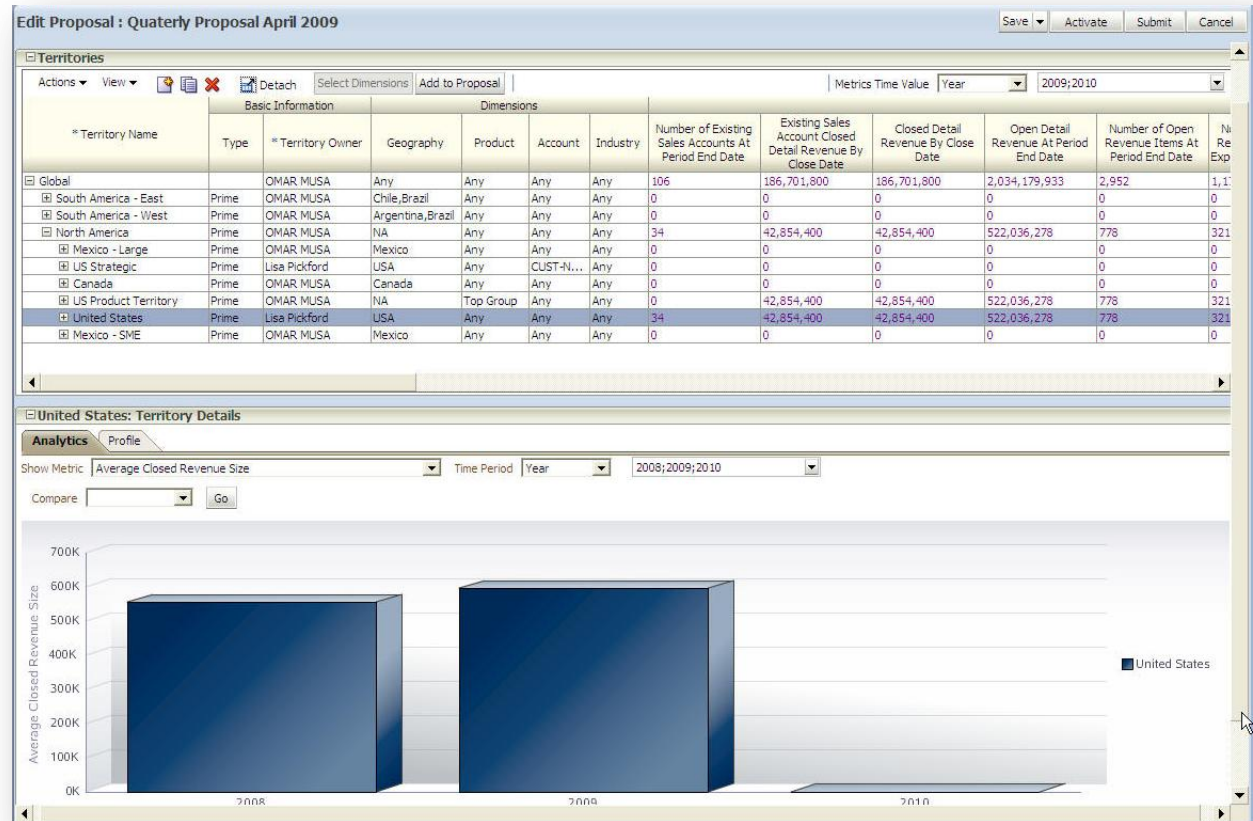 Edit Proposal : Quaterly Proposal April 2009 Save Activate Submit Cancel
Territories
Actions View Detach Select Dimensions Add to Proposal Metrics Time Value Year 2009;2010
Basic Information Dimensions
* Territory Name Type * Territory Owner Geography Product Account Industry Number of Existing Sales Accounts At Period End Date Existing Sales Account Closed Detail Revenue By Close Date Closed Detail Revenue By Close Date Open Detail Revenue At Period End Date Number of Open Revenue Items At Period End Date
Global OMAR MUSA Any Any Any Any 106 186,701,800 186,701,800 2,034,179,933 2,952 1,1
South America - East Prime OMAR MUSA Chile,Brazil Any Any Any 0 0 0 0 0 0
South America - West Prime OMAR MUSA Argentina,Brazil Any Any Any 0 0 0 0 0 0
North America Prime OMAR MUSA NA Any Any Any 34 42,854,400 42,854,400 522,036,278 778 321
Mexico - Large Prime OMAR MUSA Mexico Any Any Any 0 0 0 0 0 0
US Strategic Prime Lisa Pickford USA Any CUST-N... Any 0 0 0 0 0 0
Canada Prime OMAR MUSA Canada Any Any Any 0 0 0 0 0 0
US Product Territory Prime OMAR MUSA NA Top Group Any Any 0 42,854,400 42,854,400 522,036,278 778 321
United States Prime Lisa Pickford USA Any Any Any 34 42,854,400 42,854,400 522,036,278 778 321
Mexico - SME Prime OMAR MUSA Mexico Any Any Any 0 0 0 0 0 0
United States: Territory Details
Analytics Profile
Show Metric Average Closed Revenue Size Time Period Year 2008;2009;2010
Compare Go
Average Closed Revenue Size
700K
600K
500K
400K
300K
200K
100K
0K
2008 2009 2010
United States